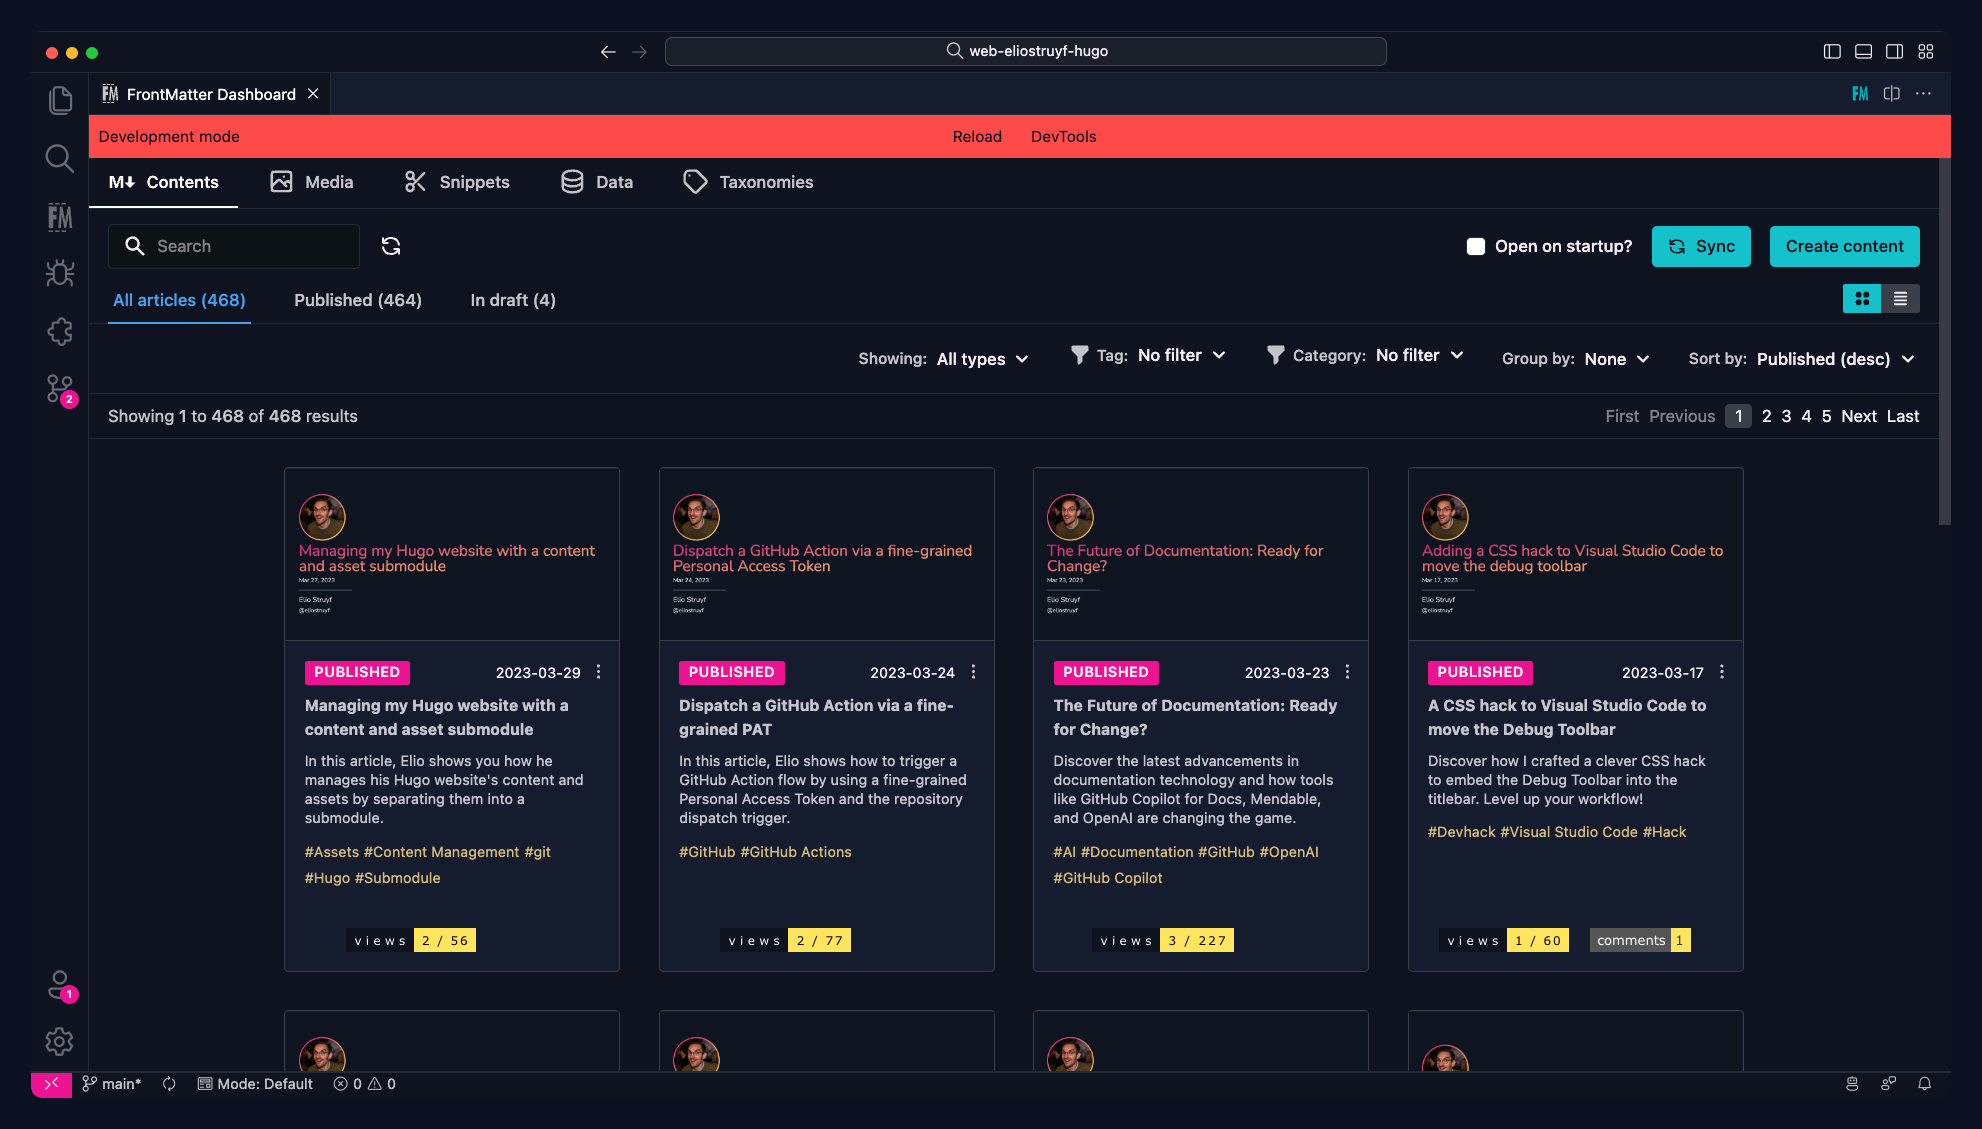 web-eliostruyf-hugo
FM FrontMatter Dashboard
FM
Development mode Reload DevTools
M Contents Media Snippets Data Taxonomies
FM
Search
Open on startup? Sync Create content
All articles (468) Published (464) In draft (4)
Showing: All types Tag: No filter Category: No filter Group by: None Sort by: Published (desc)
2
Showing 1 to 468 of 468 results First Previous 1 2 3 4 5 Next Last
Managing my Hugo website with a content
and asset submodule
Mar 27, 2023
Elio Struyf
@eliostruyf
PUBLISHED 2023-03-29
Managing my Hugo website with a
content and asset submodule
In this article, Elio shows you how he
manages his Hugo website's content and
assets by separating them into a
submodule.
#Assets #Content Management #git
#Hugo #Submodule
views 2 / 56
Dispatch a GitHub Action via a fine-grained
Personal Access Token
Mar 24, 2023
Elio Struyf
@eliostruyf
PUBLISHED 2023-03-24
Dispatch a GitHub Action via a fine-
grained PAT
In this article, Elio shows how to trigger a
GitHub Action flow by using a fine-grained
Personal Access Token and the repository
dispatch trigger.
#GitHub #GitHub Actions
views 2 / 77
The Future of Documentation: Ready for
Change?
Mar 23, 2023
Elio Struyf
@eliostruyf
PUBLISHED 2023-03-23
The Future of Documentation: Ready
for Change?
Discover the latest advancements in
documentation technology and how tools
like GitHub Copilot for Docs, Mendable,
and OpenAI are changing the game.
#AI #Documentation #GitHub #OpenAI
#GitHub Copilot
views 3 / 227
Adding a CSS hack to Visual Studio Code to
move the debug toolbar
Mar 17, 2023
Elio Struyf
@eliostruyf
PUBLISHED 2023-03-17
A CSS hack to Visual Studio Code to
move the Debug Toolbar
Discover how I crafted a clever CSS hack
to embed the Debug Toolbar into the
titlebar. Level up your workflow!
#Devhack #Visual Studio Code #Hack
views 1 / 60 comments 1
1
main* Mode: Default 0 0